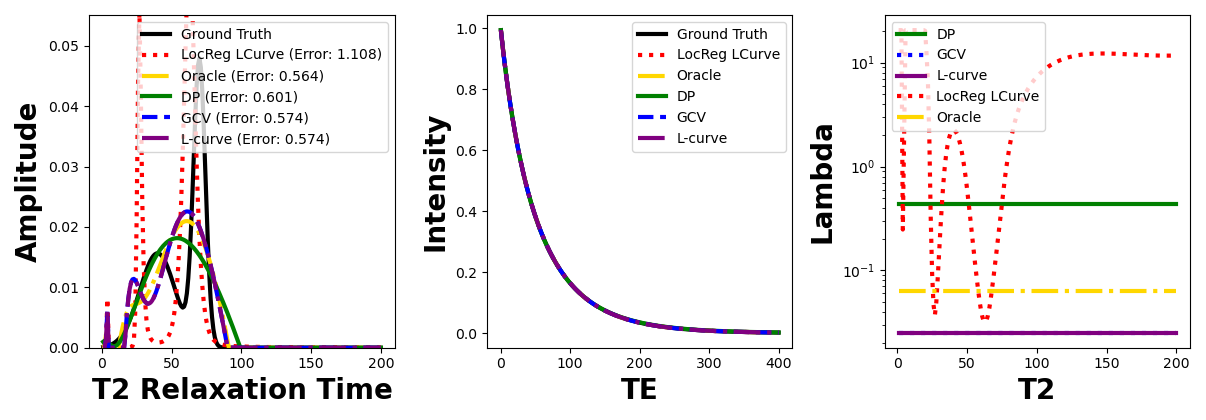 Amplitude
0.05
0.04
0.03
0.02
0.01
0.00
Ground Truth
LocReg LCurve (Error: 1.108)
Oracle (Error: 0.564)
DP (Error: 0.601)
GCV (Error: 0.574)
L-curve (Error: 0.574)
0 50 100 150 200
T2 Relaxation Time
Intensity
1.0
0.8
0.6
0.4
0.2
0.0
Ground Truth
LocReg LCurve
Oracle
DP
GCV
L-curve
0 100 200 300 400
TE
Lambda
10¹
10⁰
10⁻¹
DP
GCV
L-curve
LocReg LCurve
Oracle
0 50 100 150 200
T2